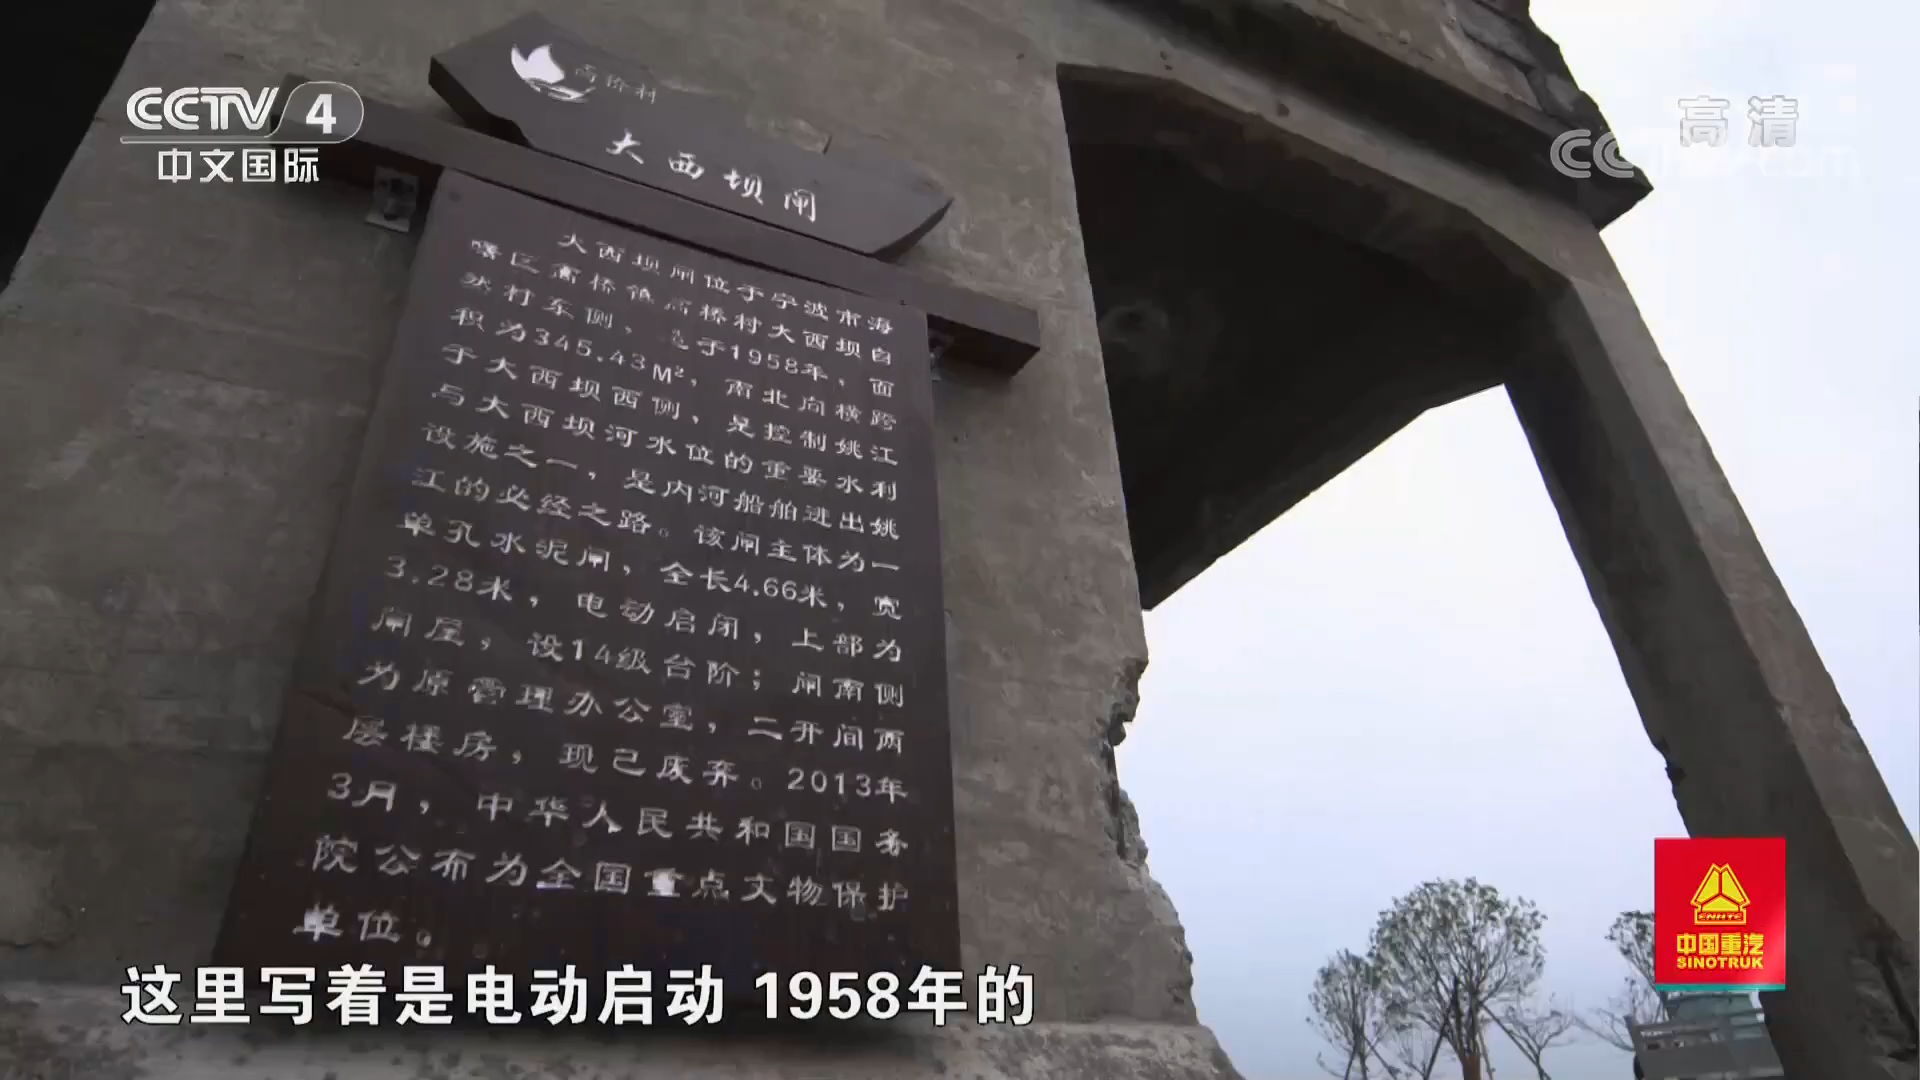 CCTV 4
中文国际
高清
高桥村
大西坝闸
大西坝闸位于宁波市海
曙区高桥镇高桥村大西坝自
然村东侧，建于1958年，面
积为345.43M²，南北向横跨
于大西坝西侧，是控制姚江
与大西坝河水位的重要水利
设施之一，是内河船舶进出姚
江的必经之路。该闸主体为一
单孔水泥闸，全长4.66米，宽
3.28米，电动启闭，上部为
闸屋，设14级台阶；闸南侧
为原管理办公室，二开间两
层楼房，现已废弃。2013年
3月，中华人民共和国国务
院公布为全国重点文物保护
单位。
中国重汽
SINOTRUK
这里写着是电动启动 1958年的